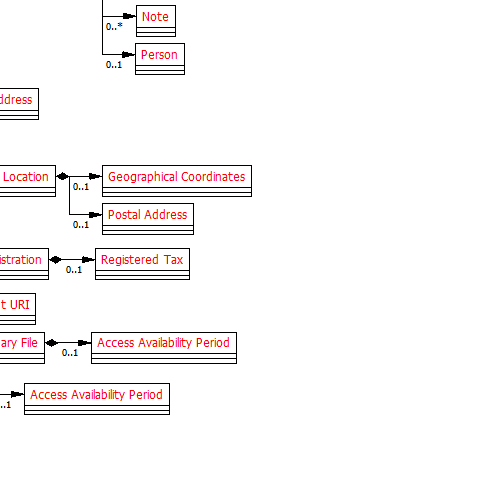 Note
0..*
Person
0..1
ddress
Location
Geographical Coordinates
0..1
Postal Address
0..1
istration
Registered Tax
0..1
t URI
ary File
Access Availability Period
0..1
Access Availability Period
..1